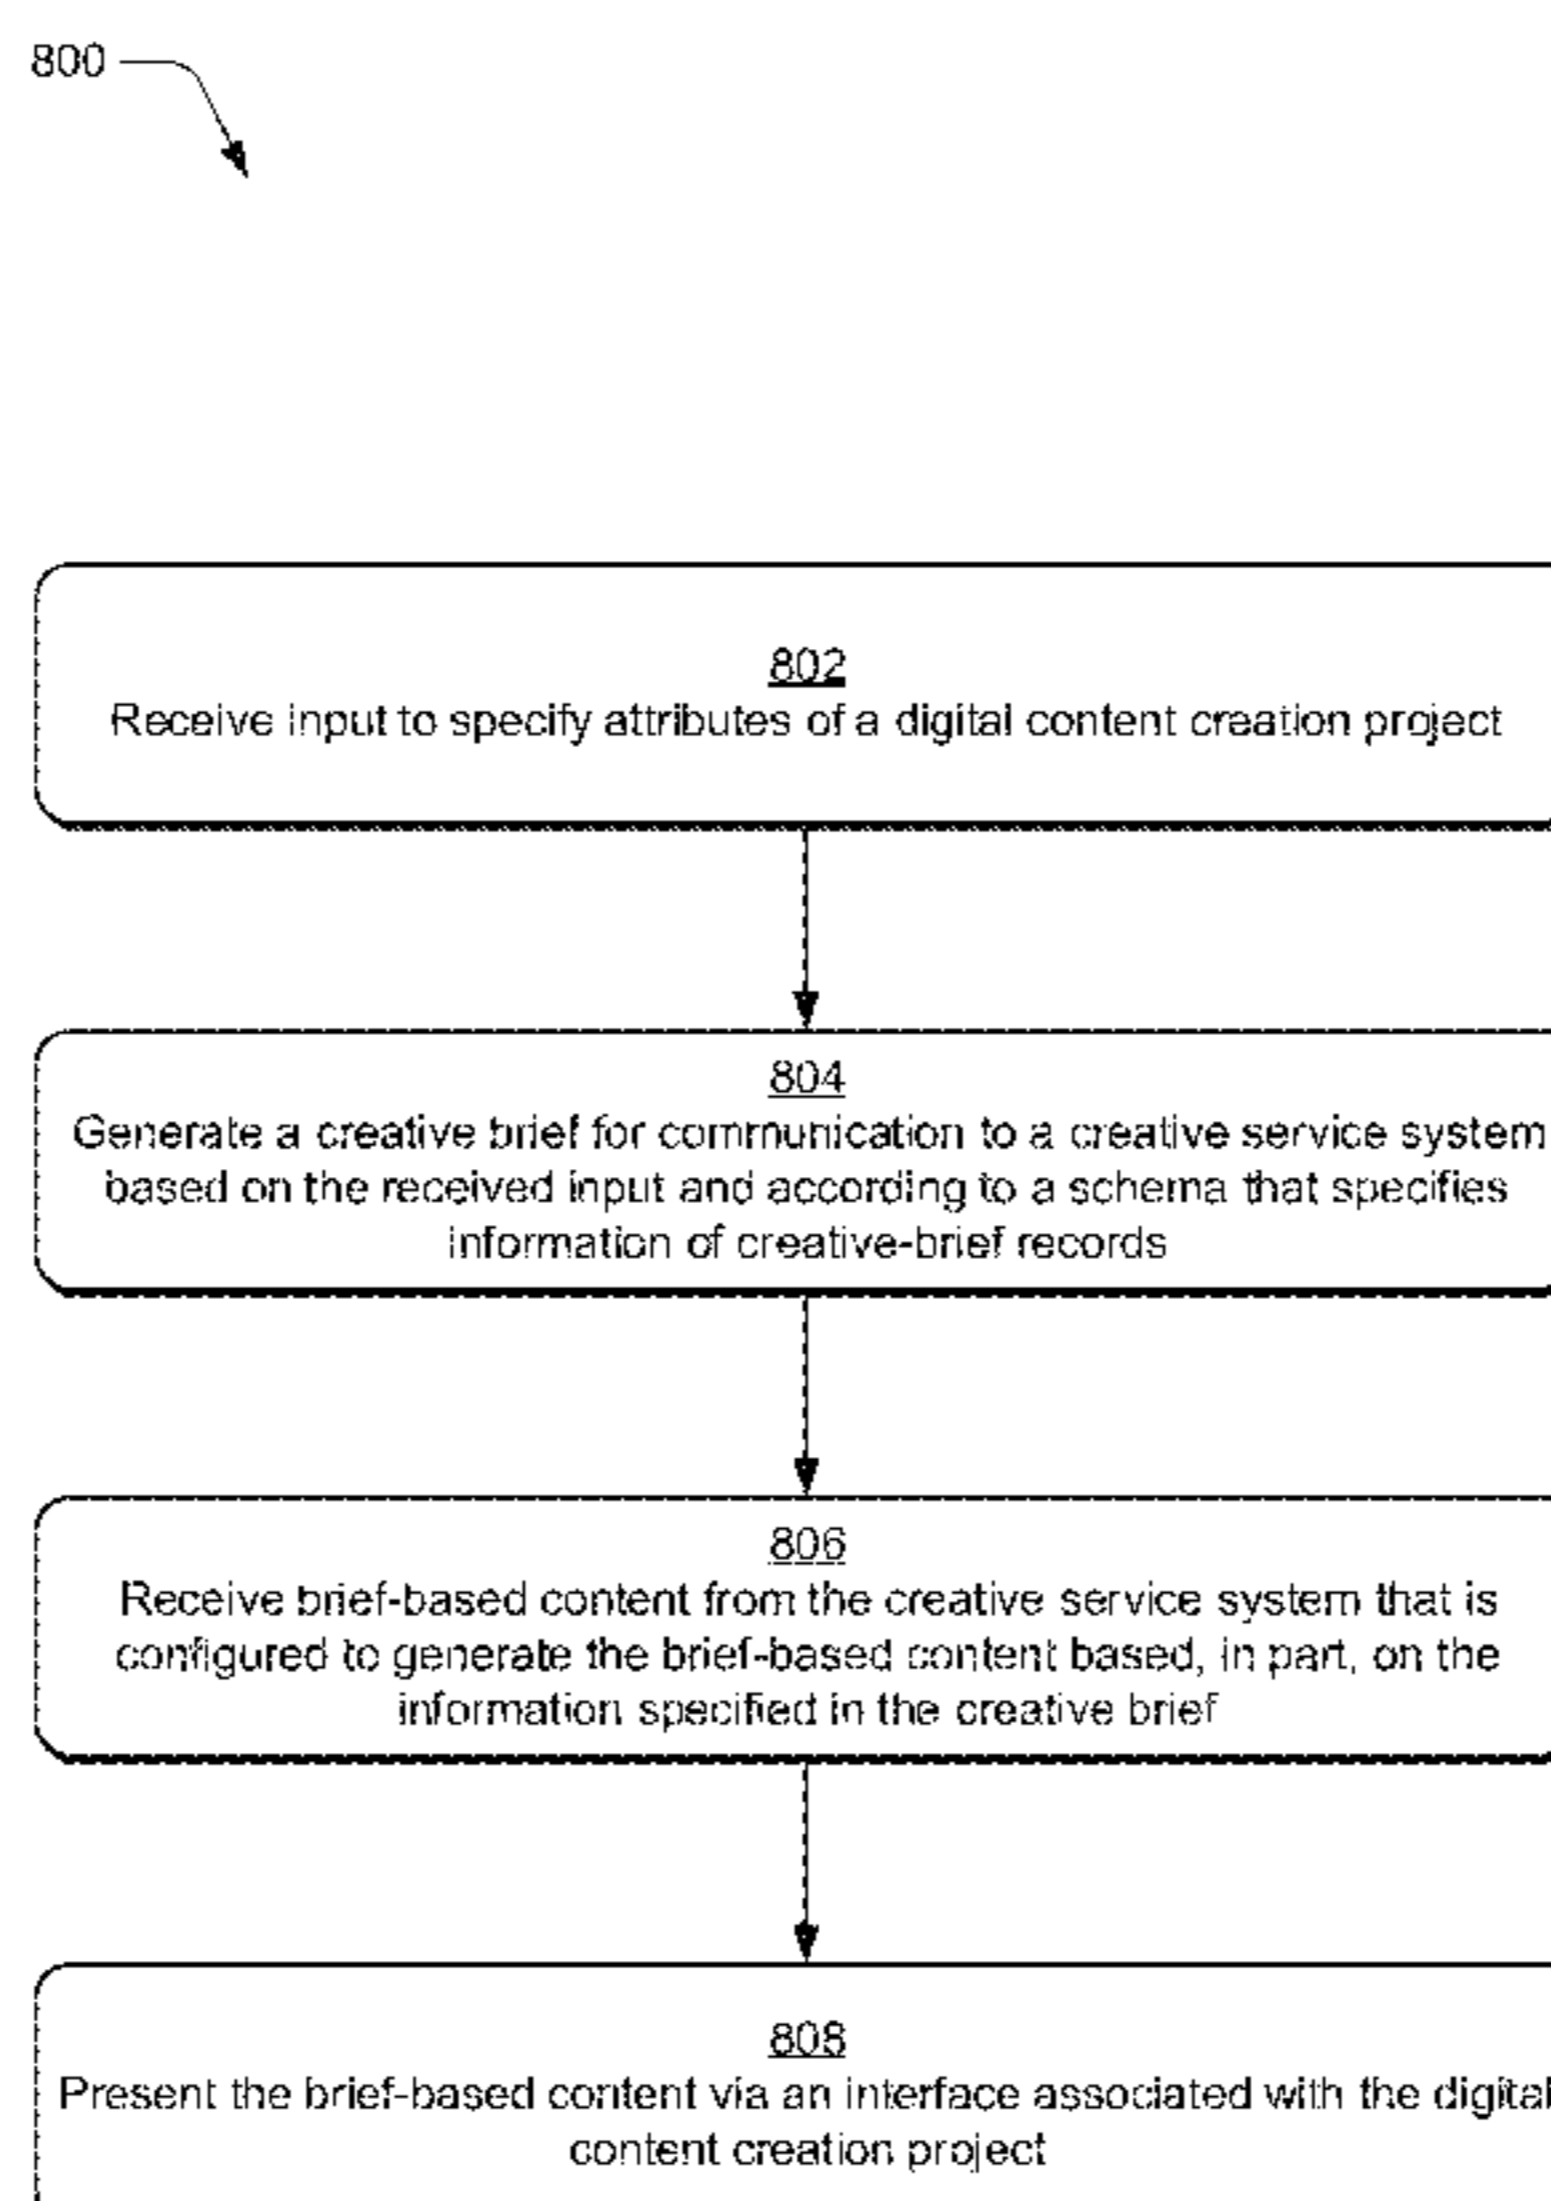 800
802
Receive input to specify attributes of a digital content creation project
804
Generate a creative brief for communication to a creative service system
based on the received input and according to a schema that specifies
information of creative-brief records
806
Receive brief-based content from the creative service system that is
configured to generate the brief-based content based, in part, on the
information specified in the creative brief
808
Present the brief-based content via an interface associated with the digital
content creation project